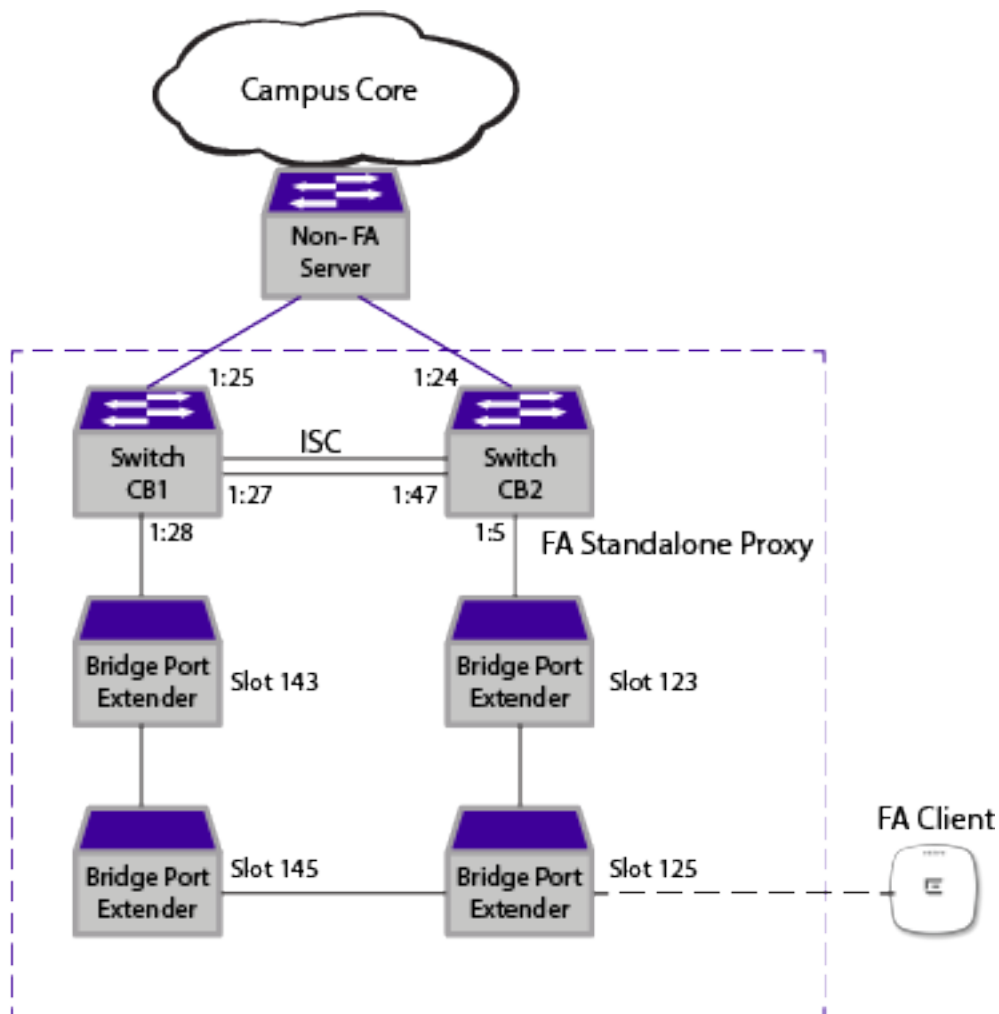 Campus Core
Non- FA
Server
1:25
1:24
Switch
CB1
ISC
Switch
CB2
1:27
1:47
1:28
1:5
FA Standalone Proxy
Bridge Port
Extender
Slot 143
Bridge Port
Extender
Slot 123
FA Client
Bridge Port
Extender
Slot 145
Bridge Port
Extender
Slot 125